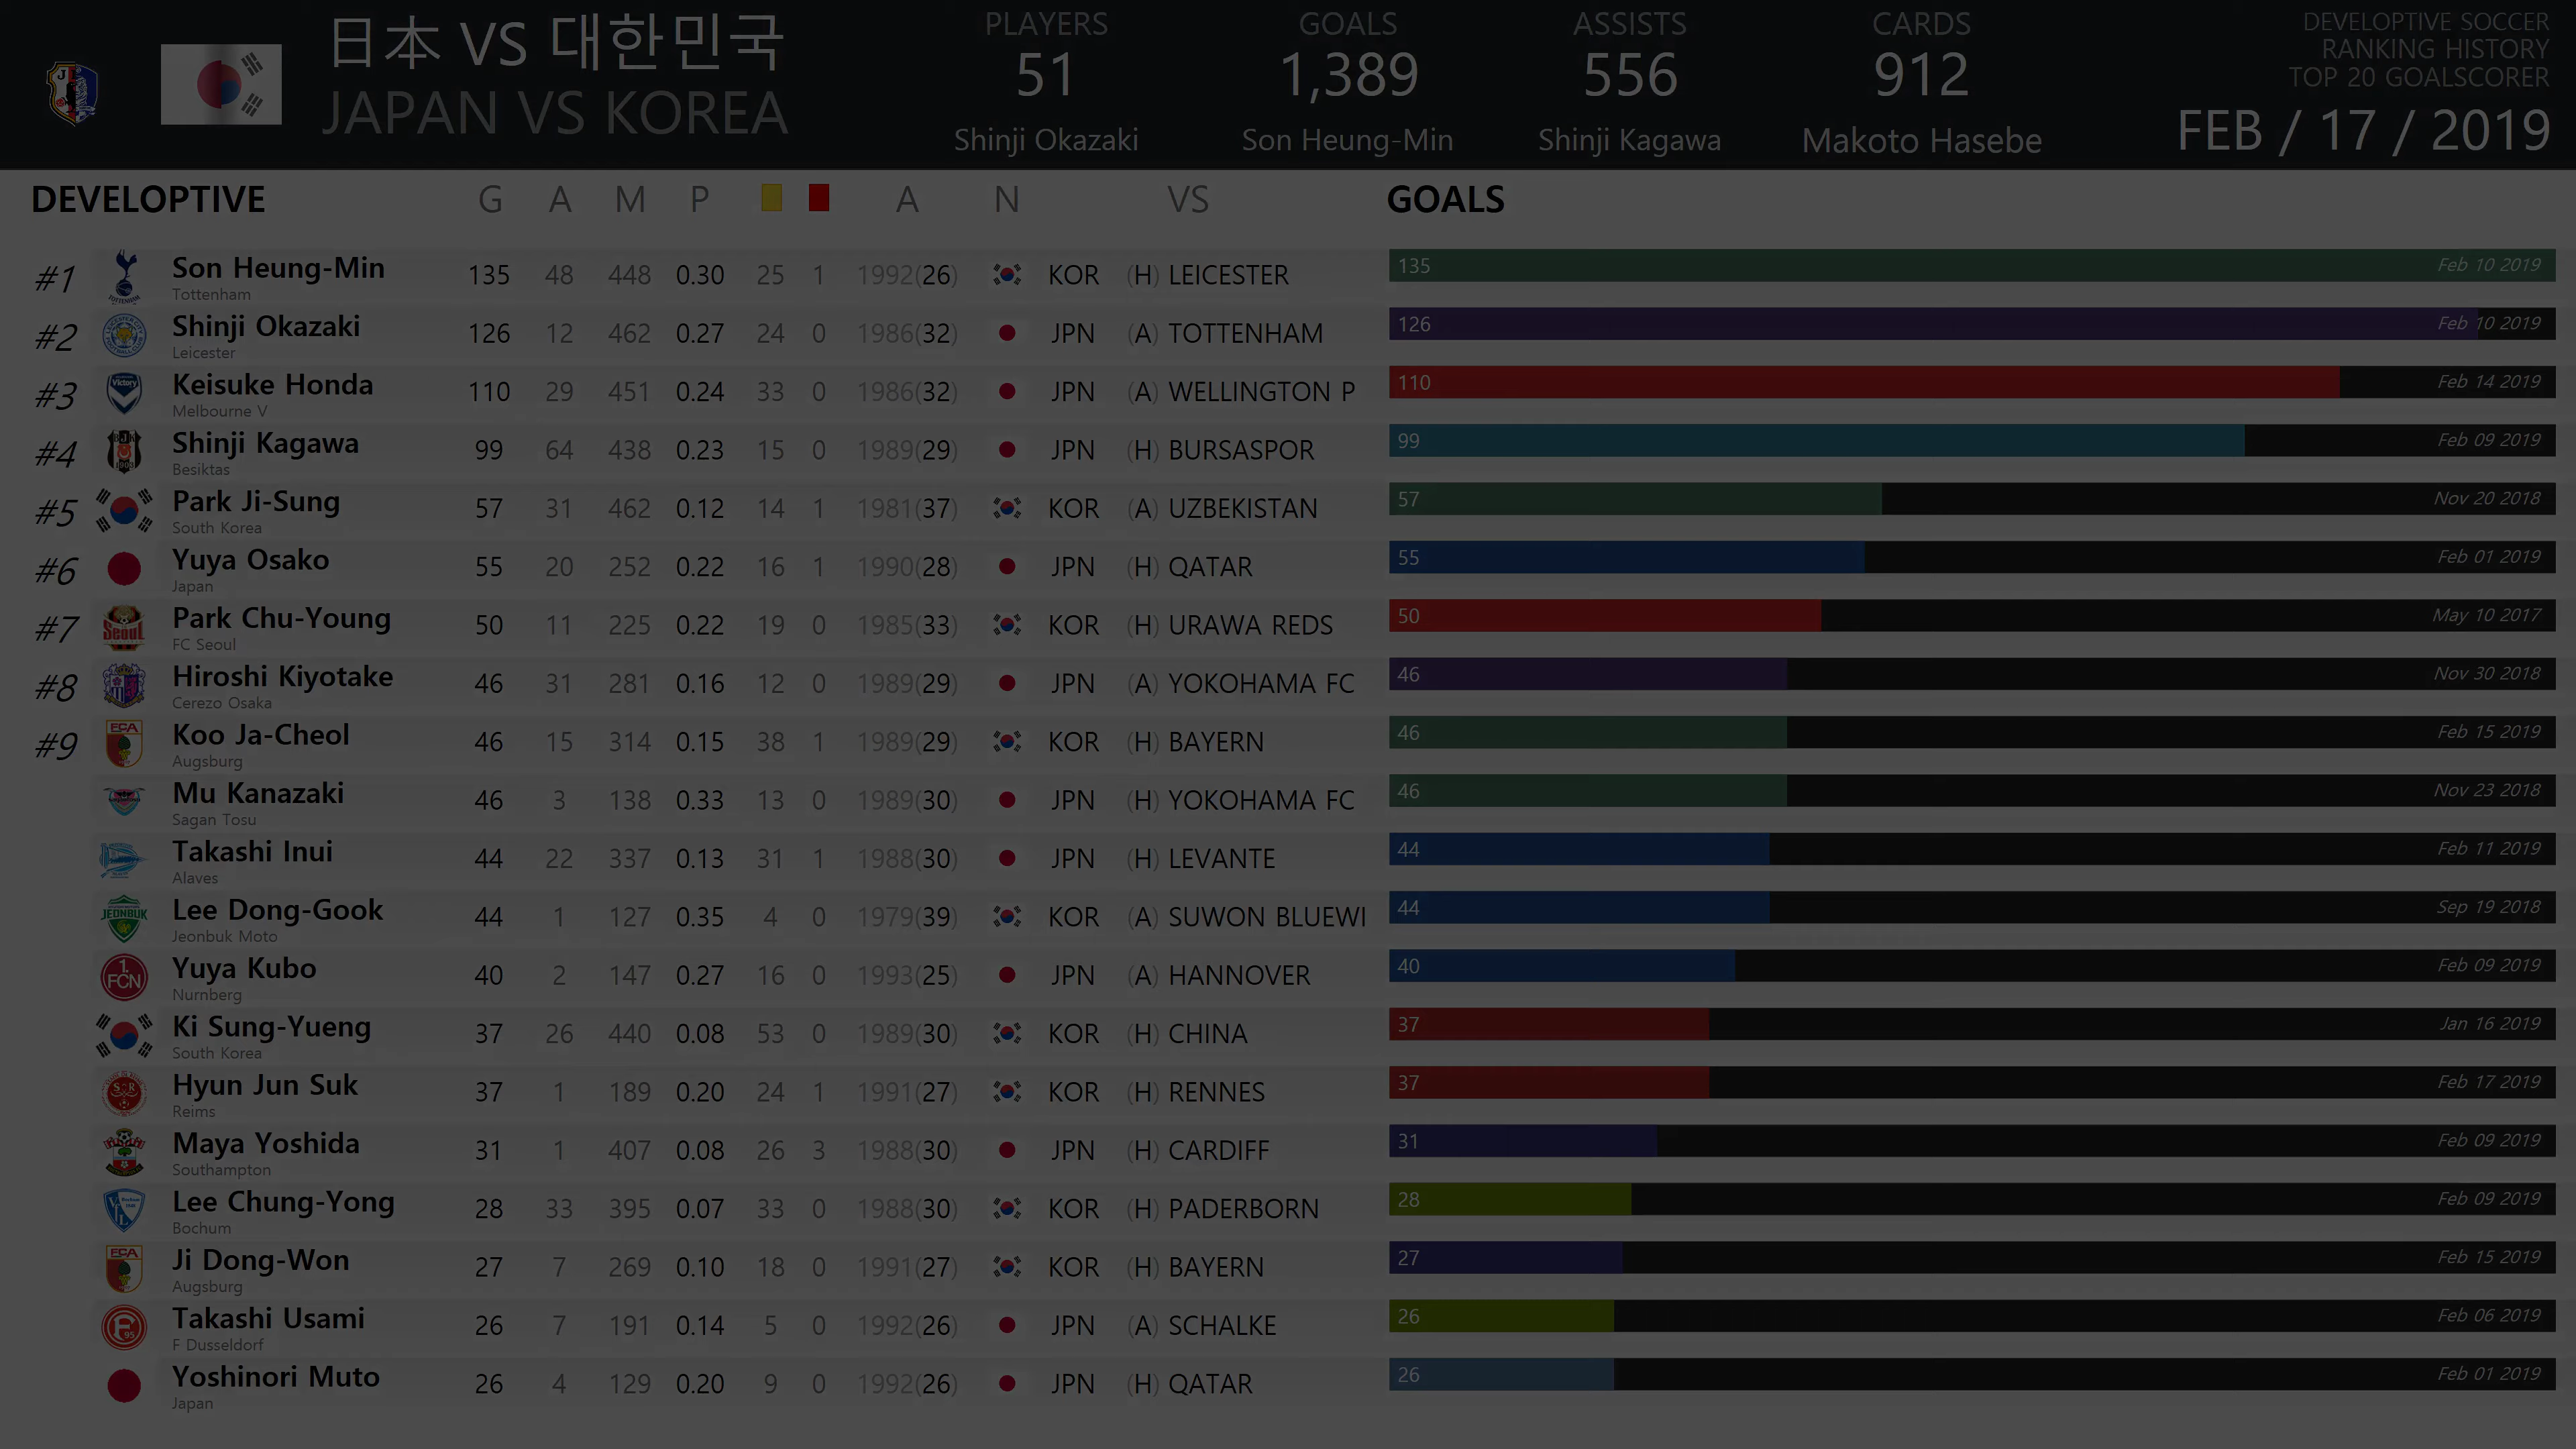 日本 VS 대한민국
JAPAN VS KOREA
PLAYERS
51
Shinji Okazaki
GOALS
1,389
Son Heung-Min
ASSISTS
556
Shinji Kagawa
CARDS
912
Makoto Hasebe
DEVELOPTIVE SOCCER
RANKING HISTORY
TOP 20 GOALSCORER
FEB / 17 / 2019
DEVELOPTIVE G A M P A N VS GOALS
#1 Son Heung-Min 135 48 448 0.30 25 1 1992(26) KOR (H) LEICESTER 135 Feb 10 2019
Tottenham
#2 Shinji Okazaki 126 12 462 0.27 24 0 1986(32) JPN (A) TOTTENHAM 126 Feb 10 2019
Leicester
#3 Keisuke Honda 110 29 451 0.24 33 0 1986(32) JPN (A) WELLINGTON P 110 Feb 14 2019
Melbourne V
#4 Shinji Kagawa 99 64 438 0.23 15 0 1989(29) JPN (H) BURSASPOR 99 Feb 09 2019
Besiktas
#5 Park Ji-Sung 57 31 462 0.12 14 1 1981(37) KOR (A) UZBEKISTAN 57 Nov 20 2018
South Korea
#6 Yuya Osako 55 20 252 0.22 16 1 1990(28) JPN (H) QATAR 55 Feb 01 2019
Japan
#7 Park Chu-Young 50 11 225 0.22 19 0 1985(33) KOR (H) URAWA REDS 50 May 10 2017
FC Seoul
#8 Hiroshi Kiyotake 46 31 281 0.16 12 0 1989(29) JPN (A) YOKOHAMA FC 46 Nov 30 2018
Cerezo Osaka
#9 Koo Ja-Cheol 46 15 314 0.15 38 1 1989(29) KOR (H) BAYERN 46 Feb 15 2019
Augsburg
Mu Kanazaki 46 3 138 0.33 13 0 1989(30) JPN (H) YOKOHAMA FC 46 Nov 23 2018
Sagan Tosu
Takashi Inui 44 22 337 0.13 31 1 1988(30) JPN (H) LEVANTE 44 Feb 11 2019
Alaves
Lee Dong-Gook 44 1 127 0.35 4 0 1979(39) KOR (A) SUWON BLUEWI 44 Sep 19 2018
Jeonbuk Moto
Yuya Kubo 40 2 147 0.27 16 0 1993(25) JPN (A) HANNOVER 40 Feb 09 2019
Nurnberg
Ki Sung-Yueng 37 26 440 0.08 53 0 1989(30) KOR (H) CHINA 37 Jan 16 2019
South Korea
Hyun Jun Suk 37 1 189 0.20 24 1 1991(27) KOR (H) RENNES 37 Feb 17 2019
Reims
Maya Yoshida 31 1 407 0.08 26 3 1988(30) JPN (H) CARDIFF 31 Feb 09 2019
Southampton
Lee Chung-Yong 28 33 395 0.07 33 0 1988(30) KOR (H) PADERBORN 28 Feb 09 2019
Bochum
Ji Dong-Won 27 7 269 0.10 18 0 1991(27) KOR (H) BAYERN 27 Feb 15 2019
Augsburg
Takashi Usami 26 7 191 0.14 5 0 1992(26) JPN (A) SCHALKE 26 Feb 06 2019
F Dusseldorf
Yoshinori Muto 26 4 129 0.20 9 0 1992(26) JPN (H) QATAR 26 Feb 01 2019
Japan